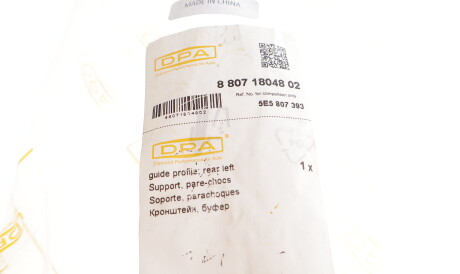 MADE IN CHINA
DPA
8 807 18048 02
Ref. No. for comparison only
5E5 807 393
88071804802
DPA
guide profile, rear left
1 x
Support, pare-chocs
Soporte, parachoques
Кронштейн, буфер